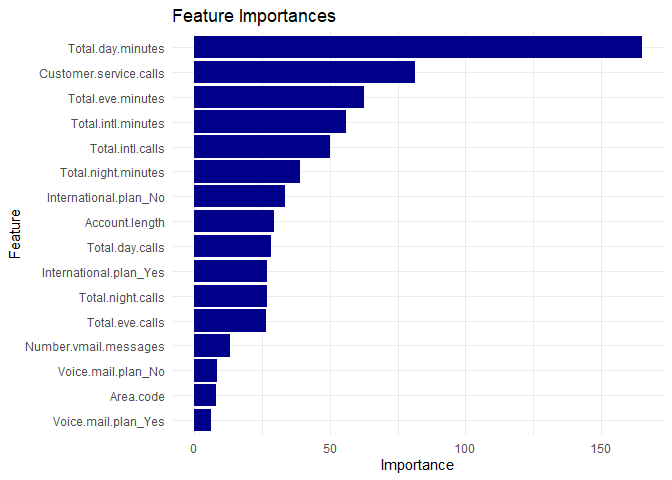 Feature Importances
Feature
Total.day.minutes
Customer.service.calls
Total.eve.minutes
Total.intl.minutes
Total.intl.calls
Total.night.minutes
International.plan_No
Account.length
Total.day.calls
International.plan_Yes
Total.night.calls
Total.eve.calls
Number.vmail.messages
Voice.mail.plan_No
Area.code
Voice.mail.plan_Yes
0 50 100 150
Importance